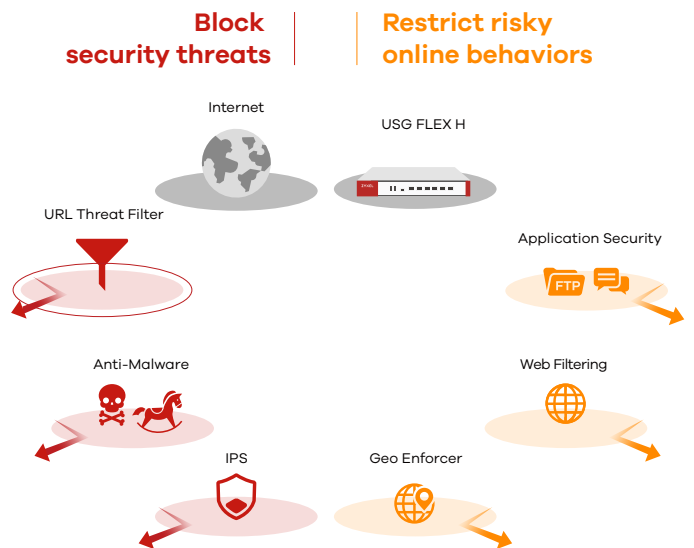 Block
security threats
Restrict risky
online behaviors
Internet
USG FLEX H
ZYXEL
URL Threat Filter
Application Security
FTP
Anti-Malware
Web Filtering
IPS
Geo Enforcer